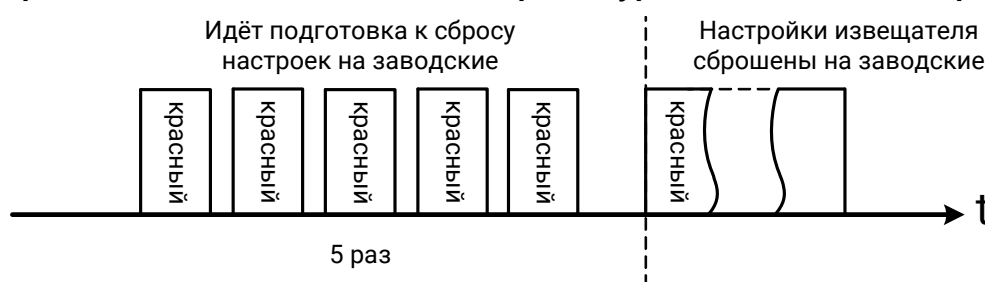 Идёт подготовка к сбросу
настроек на заводские
Настройки извещателя
сброшены на заводские
красный
красный
красный
красный
красный
красный
t
5 раз